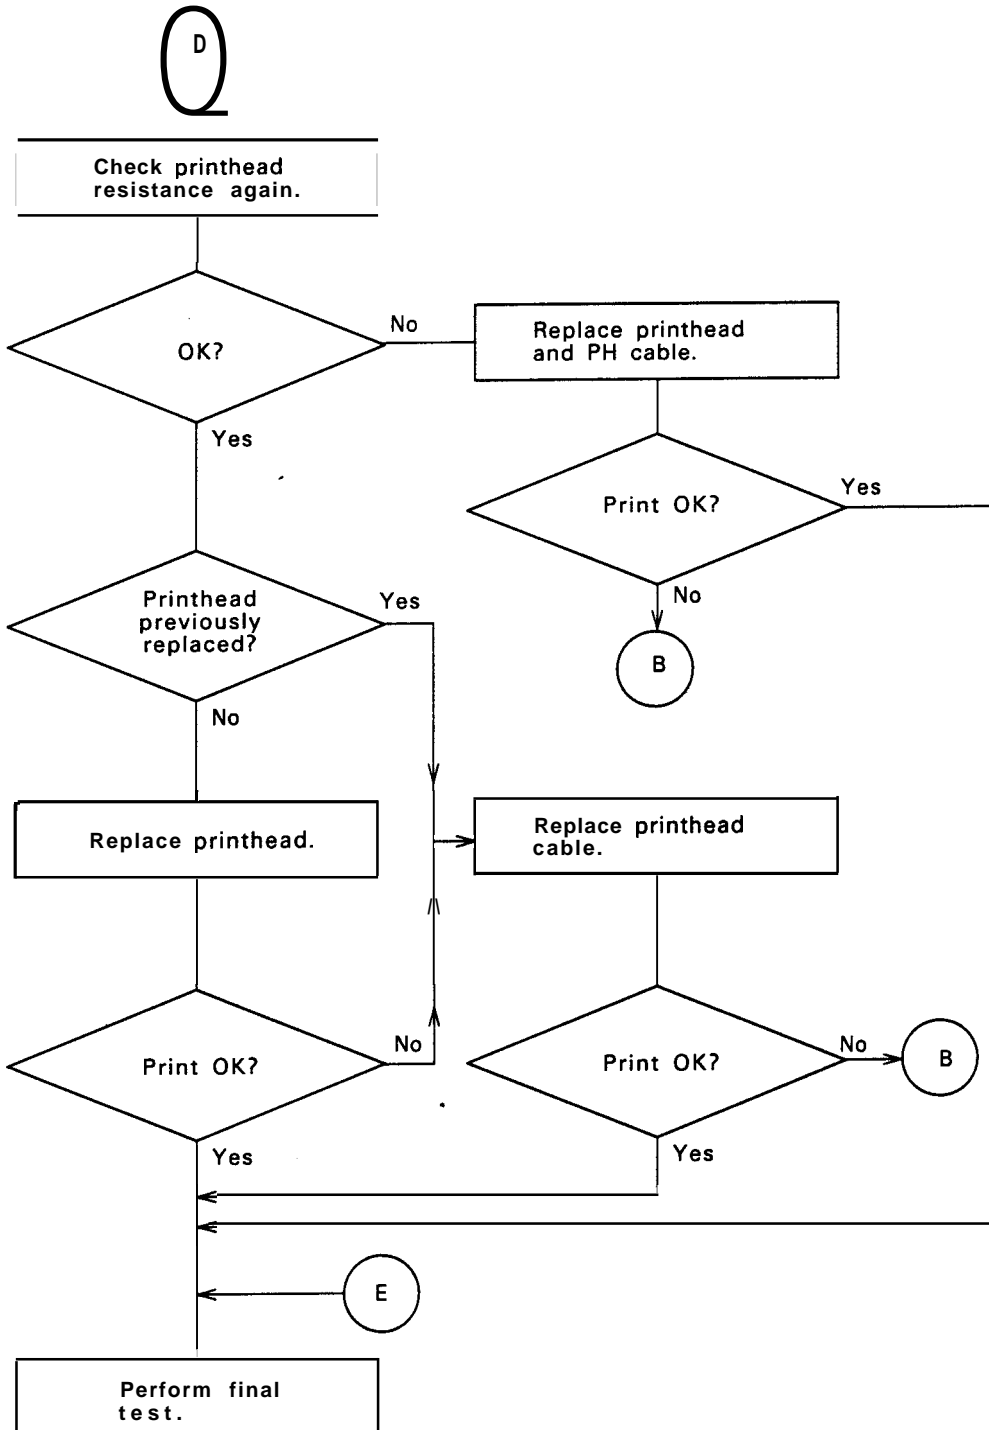 D
Check printhead
resistance again.
OK?
No
Replace printhead
and PH cable.
Yes
Print OK?
Yes
No
B
Printhead
previously
replaced?
Yes
No
Replace printhead.
Replace printhead
cable.
Print OK?
No
Yes
Print OK?
No
B
Yes
E
Perform final
test.